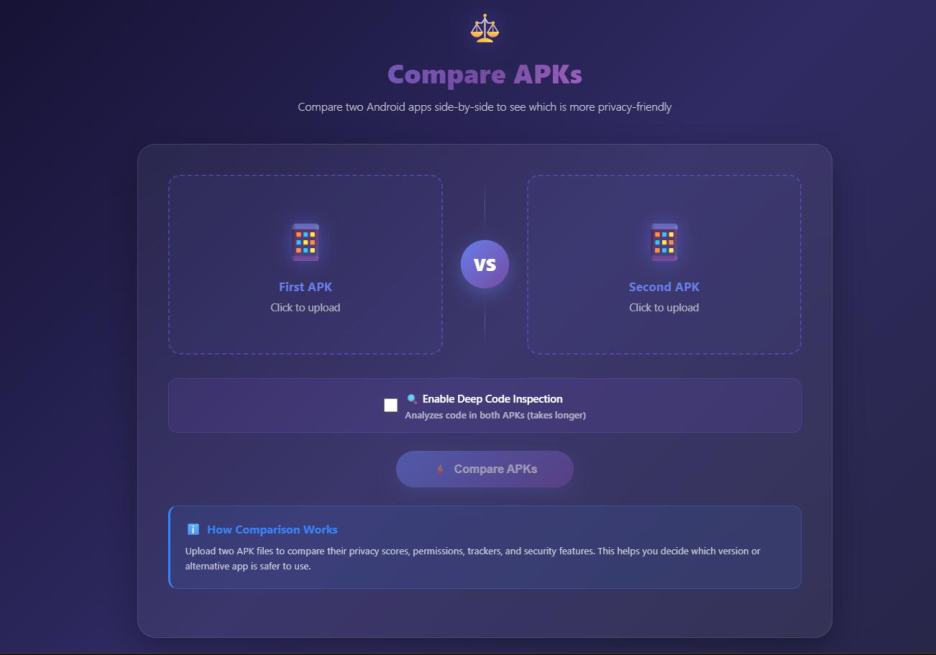 Compare APKs
Compare two Android apps side-by-side to see which is more privacy-friendly
First APK
Click to upload
VS
Second APK
Click to upload
Enable Deep Code Inspection
Analyzes code in both APKs (takes longer)
Compare APKs
How Comparison Works
Upload two APK files to compare their privacy scores, permissions, trackers, and security features. This helps you decide which version or
alternative app is safer to use.